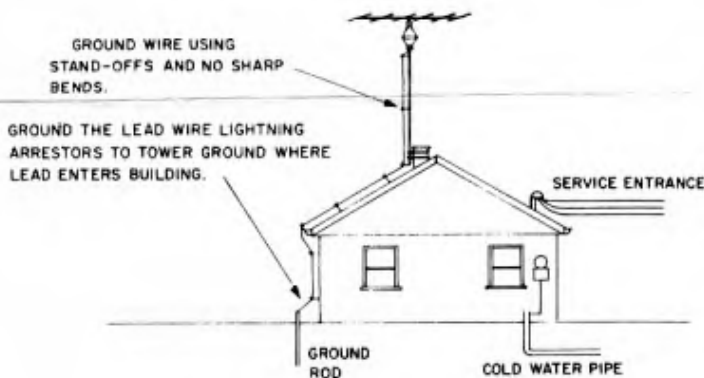 GROUND WIRE USING
STAND-OFFS AND NO SHARP
BENDS.
GROUND THE LEAD WIRE LIGHTNING
ARRESTORS TO TOWER GROUND WHERE
LEAD ENTERS BUILDING.
SERVICE ENTRANCE
GROUND
ROD
COLD WATER PIPE